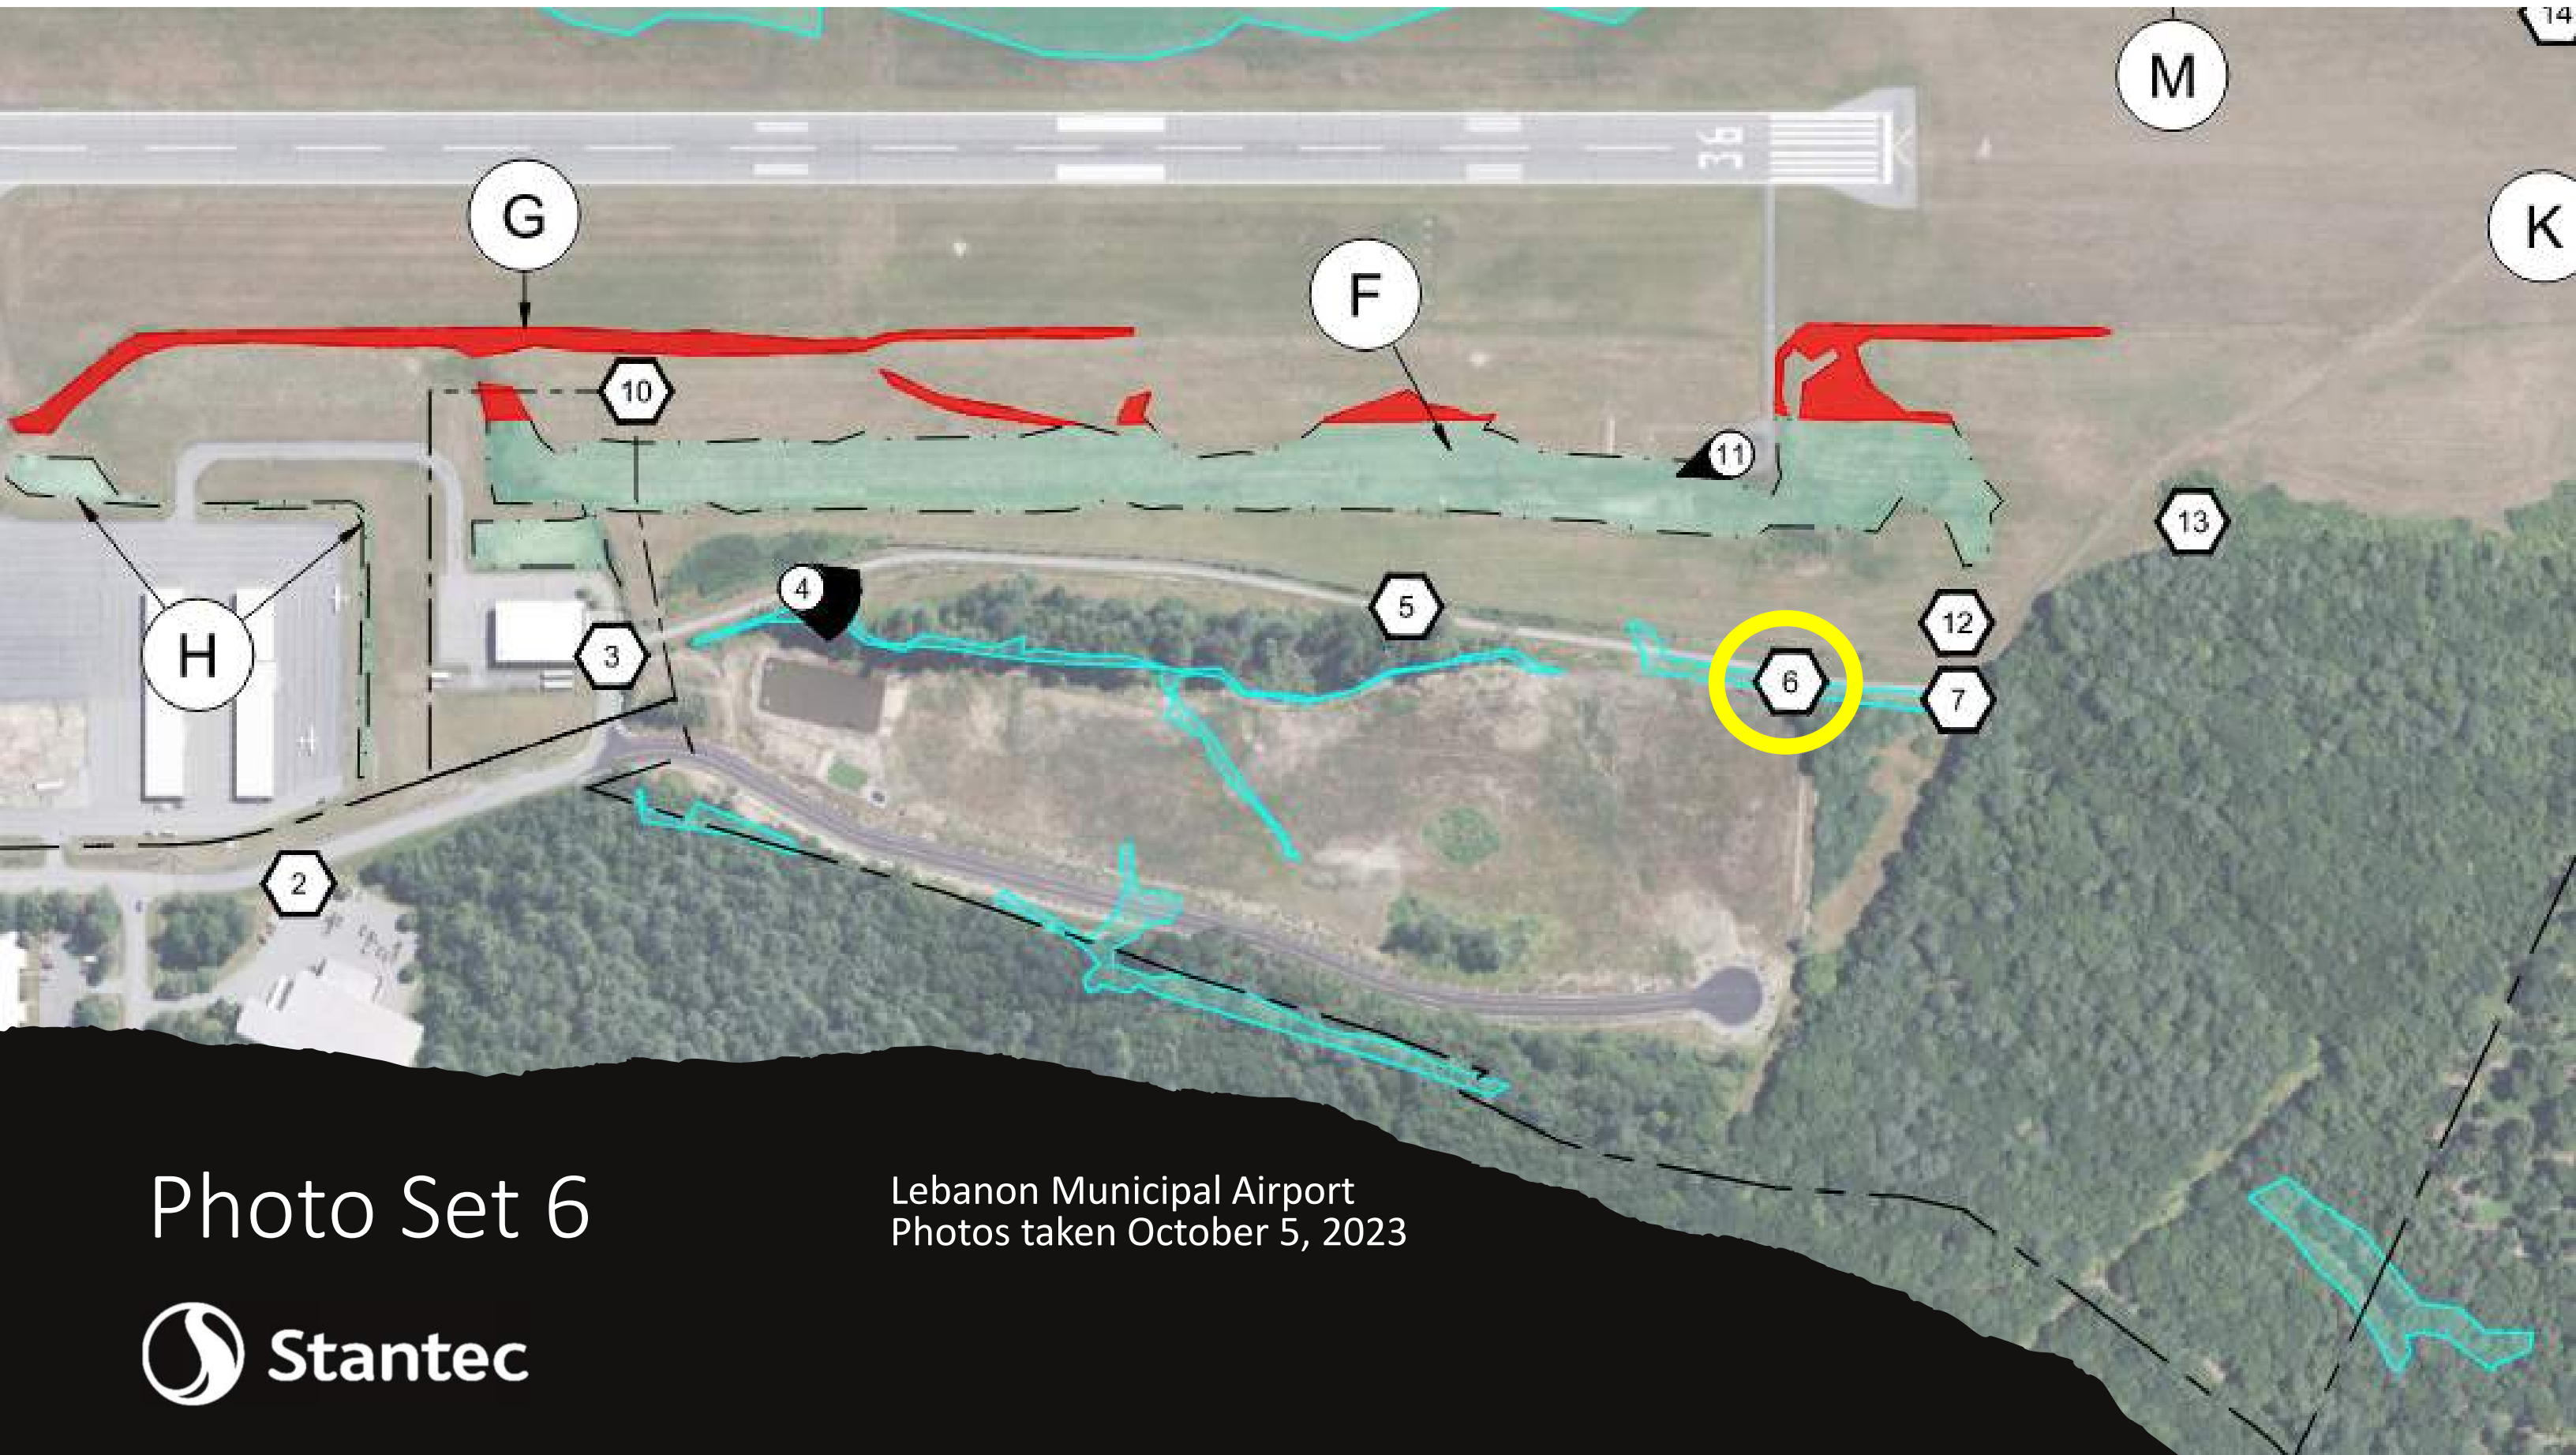 14
M
36
K
G
F
10
11
13
4
5
12
3
H
6
7
2
Photo Set 6
Lebanon Municipal Airport
Photos taken October 5, 2023
Stantec